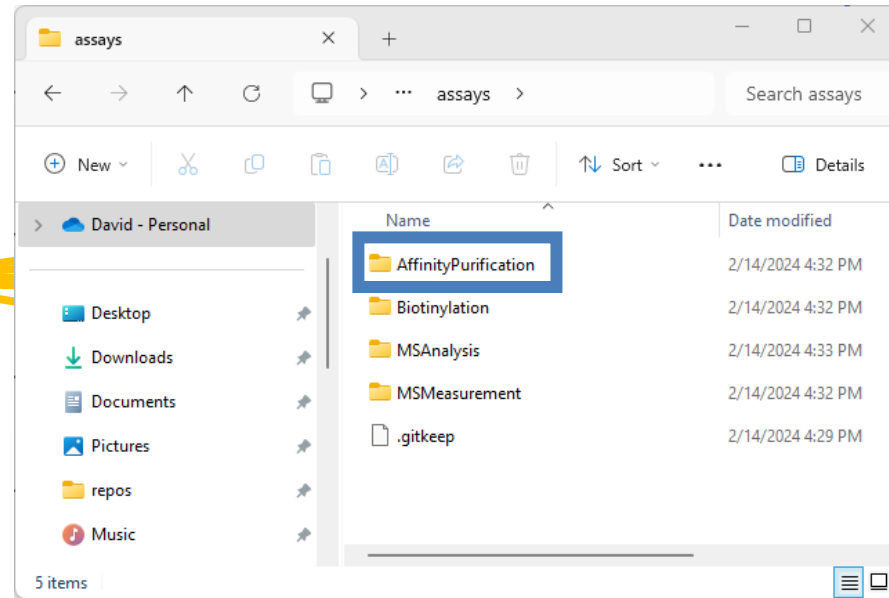 assays
assays
Search assays
New
Sort
Details
Name
Date modified
David - Personal
AffinityPurification
2/14/2024 4:32 PM
Desktop
Biotinylation
2/14/2024 4:32 PM
Downloads
MSAnalysis
2/14/2024 4:33 PM
Documents
MSMeasurement
2/14/2024 4:32 PM
Pictures
.gitkeep
2/14/2024 4:29 PM
repos
Music
5 items